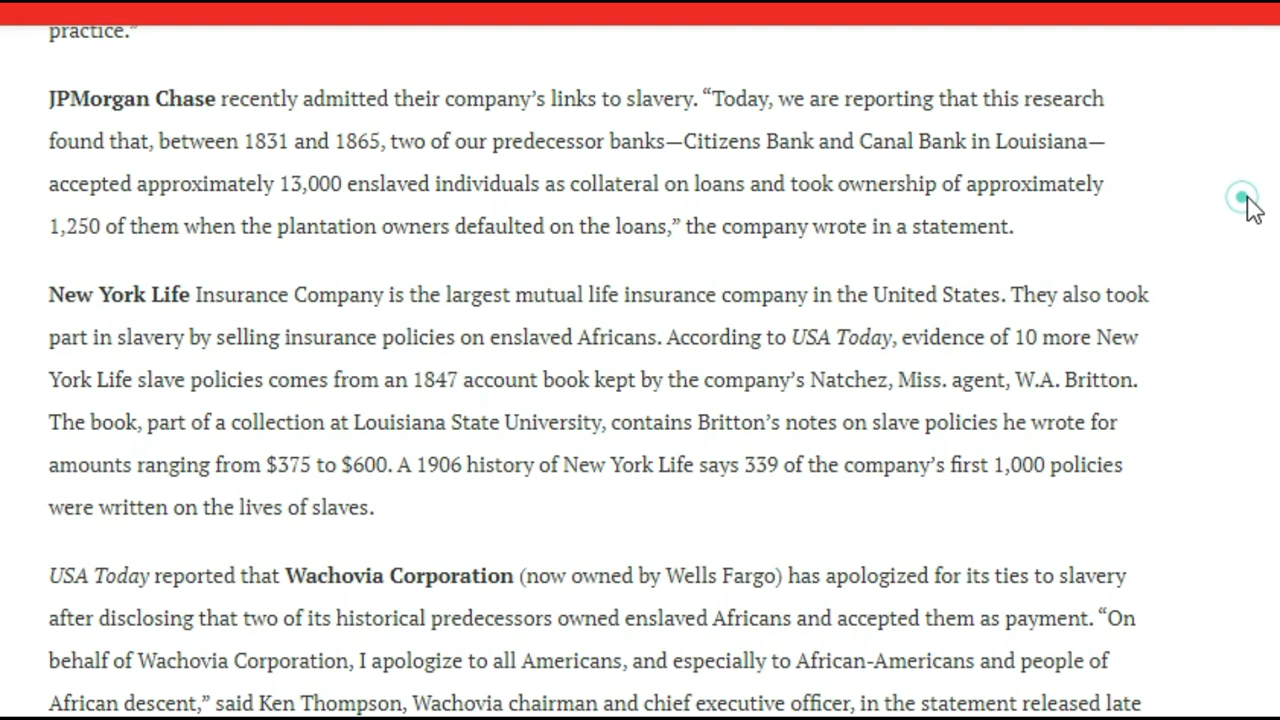 practice.”
JPMorgan Chase recently admitted their company’s links to slavery. “Today, we are reporting that this research
found that, between 1831 and 1865, two of our predecessor banks—Citizens Bank and Canal Bank in Louisiana—
accepted approximately 13,000 enslaved individuals as collateral on loans and took ownership of approximately
1,250 of them when the plantation owners defaulted on the loans,” the company wrote in a statement.
New York Life Insurance Company is the largest mutual life insurance company in the United States. They also took
part in slavery by selling insurance policies on enslaved Africans. According to USA Today, evidence of 10 more New
York Life slave policies comes from an 1847 account book kept by the company’s Natchez, Miss. agent, W.A. Britton.
The book, part of a collection at Louisiana State University, contains Britton’s notes on slave policies he wrote for
amounts ranging from $375 to $600. A 1906 history of New York Life says 339 of the company’s first 1,000 policies
were written on the lives of slaves.
USA Today reported that Wachovia Corporation (now owned by Wells Fargo) has apologized for its ties to slavery
after disclosing that two of its historical predecessors owned enslaved Africans and accepted them as payment. “On
behalf of Wachovia Corporation, I apologize to all Americans, and especially to African-Americans and people of
African descent,” said Ken Thompson, Wachovia chairman and chief executive officer, in the statement released late